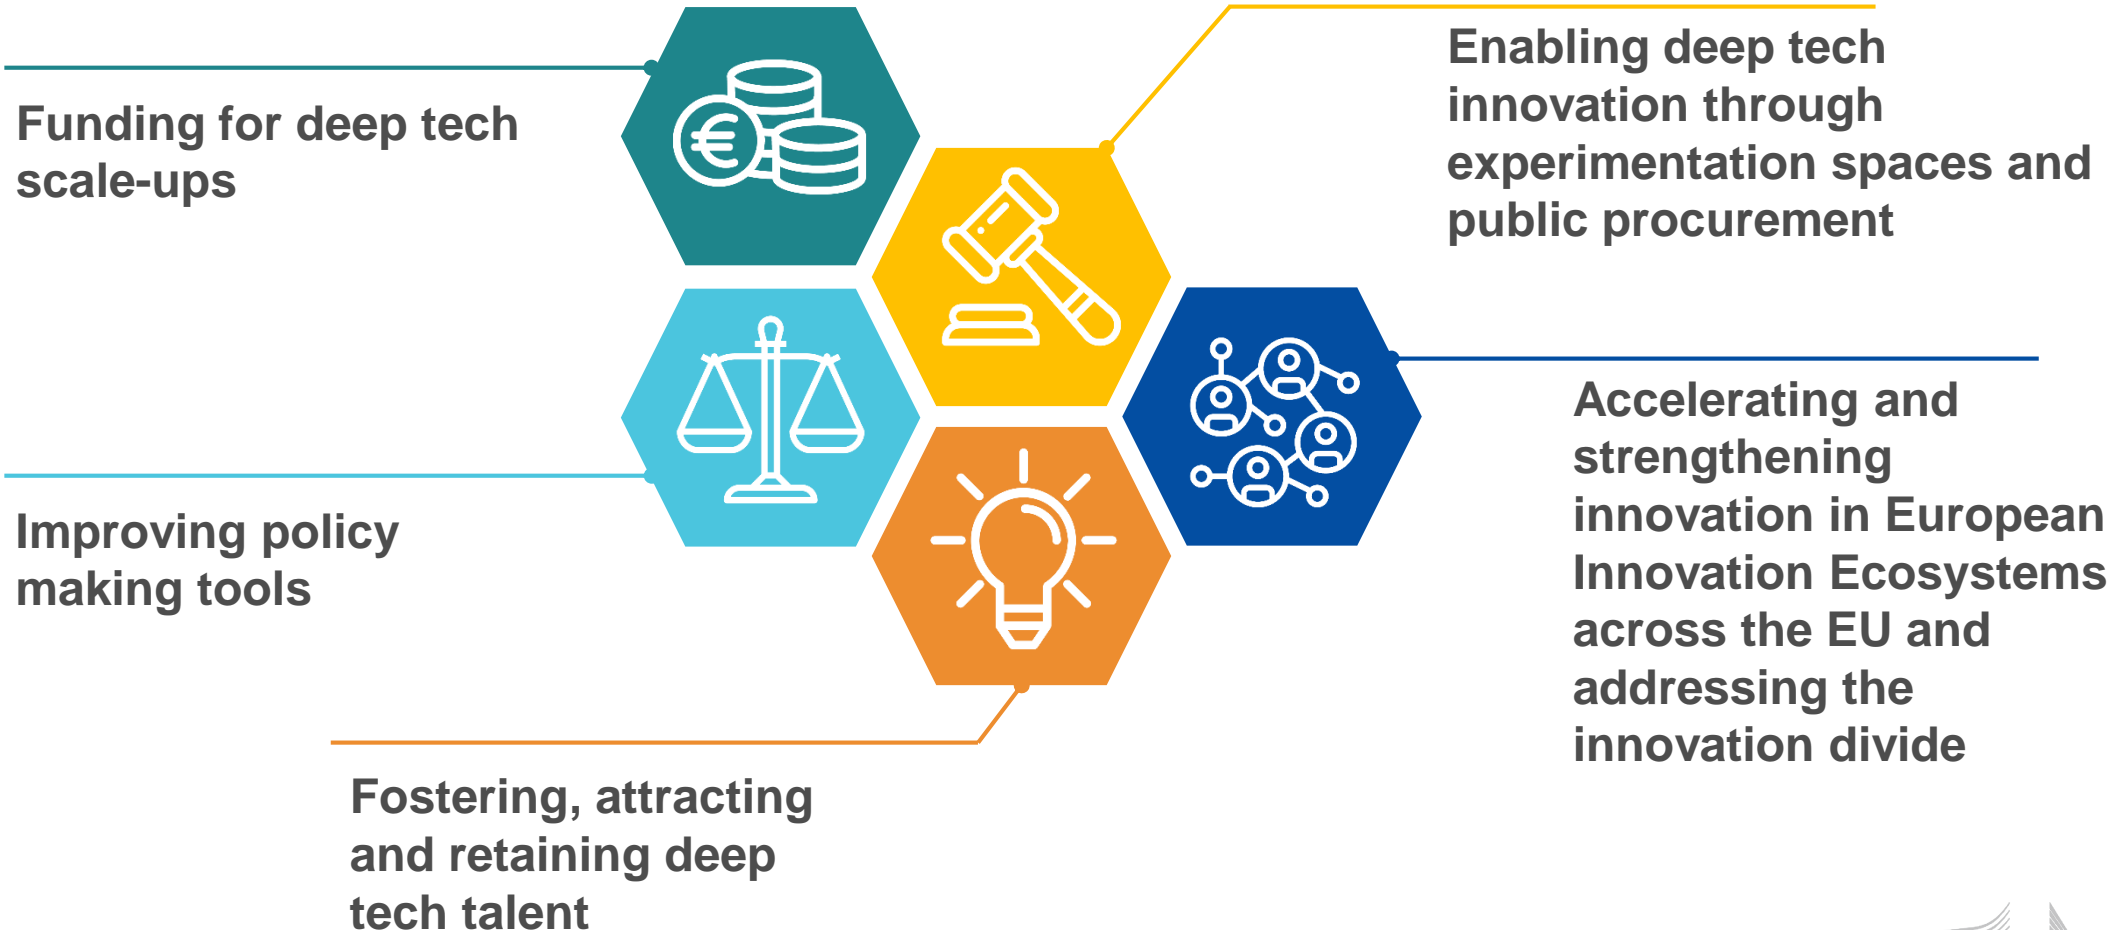 Funding for deep tech
scale-ups
Enabling deep tech
innovation through
experimentation spaces and
public procurement
Accelerating and
strengthening
innovation in European
Innovation Ecosystems
across the EU and
addressing the
innovation divide
Improving policy
making tools
Fostering, attracting
and retaining deep
tech talent